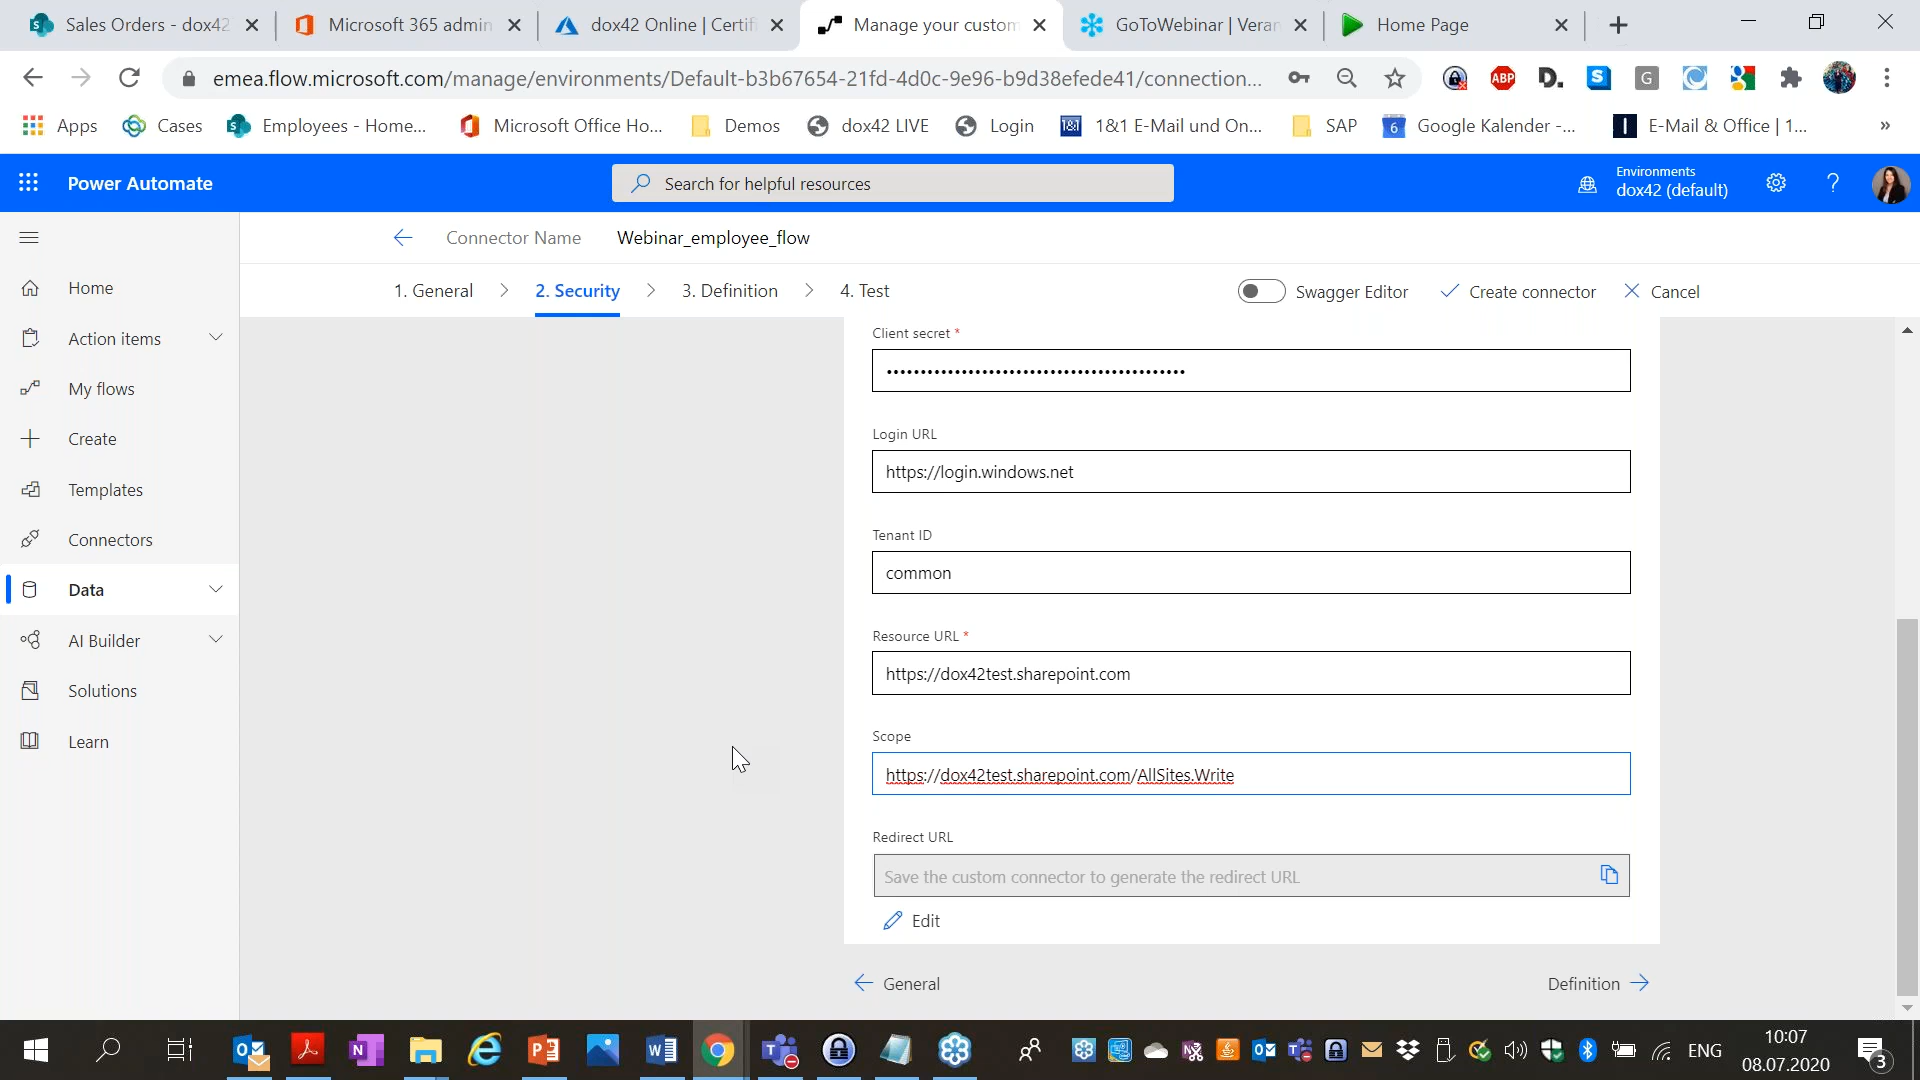 Sales Orders - dox42
Microsoft 365 admin
dox42 Online | Certifi
Manage your custom
GoToWebinar | Veran
Home Page
emea.flow.microsoft.com/manage/environments/Default-b3b67654-21fd-4d0c-9e96-b9d38efede41/connection...
ABP
D.
S
G
Apps
Cases
Employees - Home...
Microsoft Office Ho...
Demos
dox42 LIVE
Login
1&1 E-Mail und On...
SAP
Google Kalender -...
E-Mail & Office | 1...
»
Power Automate
Search for helpful resources
Environments
dox42 (default)
?
Connector Name
Webinar_employee_flow
1. General
2. Security
3. Definition
4. Test
Swagger Editor
Create connector
Cancel
Home
Action items
My flows
Create
Templates
Connectors
Data
AI Builder
Solutions
Learn
Client secret *
••••••••••••••••••••••••••••••••••••••••••••
Login URL
https://login.windows.net
Tenant ID
common
Resource URL *
https://dox42test.sharepoint.com
Scope
https://dox42test.sharepoint.com/AllSites.Write
Redirect URL
Save the custom connector to generate the redirect URL
Edit
General
Definition
ENG
10:07
08.07.2020
3